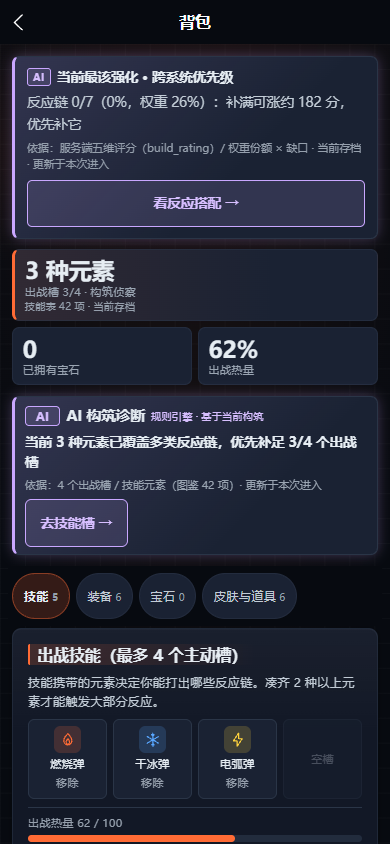 背包
AI 当前最该强化 · 跨系统优先级
反应链 0/7（0%，权重 26%）：补满可涨约 182 分，
优先补它
依据：服务端五维评分（build_rating）/ 权重份额 × 缺口 · 当前存档
· 更新于本次进入
看反应搭配 →
3 种元素
出战槽 3/4 · 构筑侦察
技能表 42 项 · 当前存档
0
已拥有宝石
62%
出战热量
AI AI 构筑诊断 规则引擎 · 基于当前构筑
当前 3 种元素已覆盖多类反应链，优先补足 3/4 个出战
槽
依据：4 个出战槽 / 技能元素（图鉴 42 项）· 更新于本次进入
去技能槽 →
技能 5 装备 6 宝石 0 皮肤与道具 6
出战技能（最多 4 个主动槽）
技能携带的元素决定你能打出哪些反应链。凑齐 2 种以上元
素才能触发大部分反应。
燃烧弹 干冰弹 电弧弹 空槽
移除 移除 移除
出战热量 62 / 100